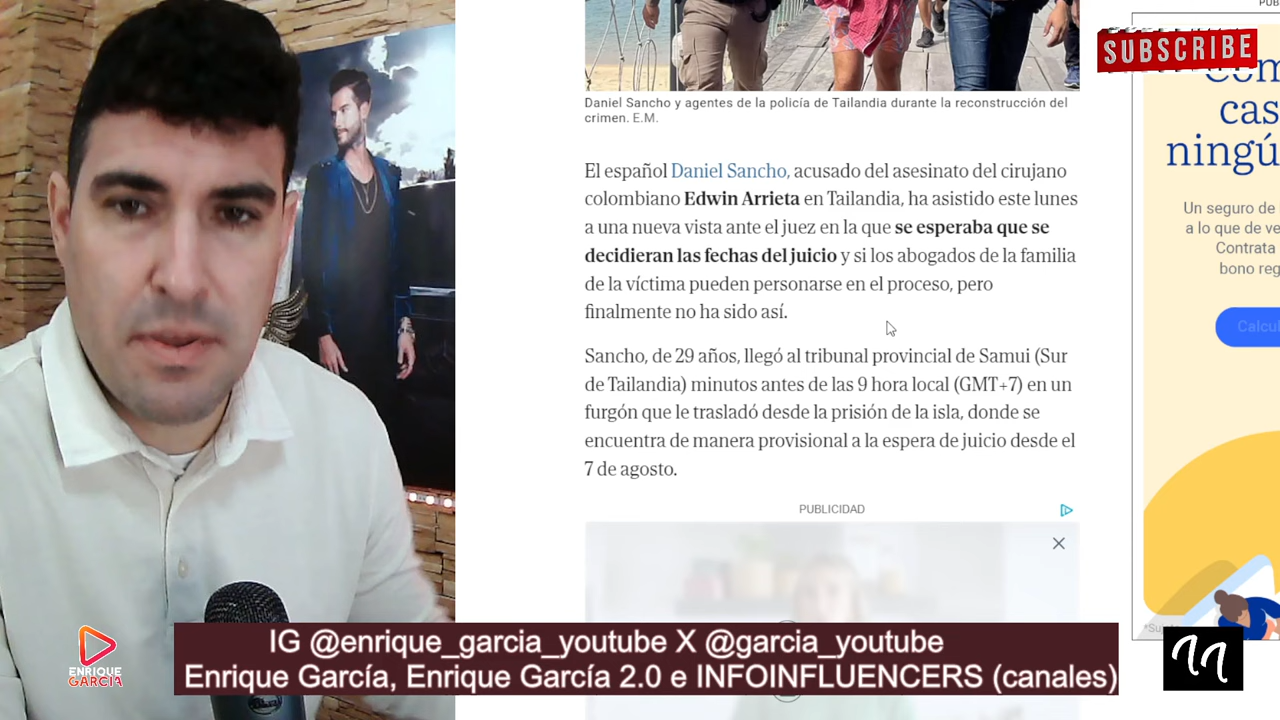 PUB
SUBSCRIBE
Daniel Sancho y agentes de la policía de Tailandia durante la reconstrucción del
crimen. E.M.
El español Daniel Sancho, acusado del asesinato del cirujano
colombiano Edwin Arrieta en Tailandia, ha asistido este lunes
a una nueva vista ante el juez en la que se esperaba que se
decidieran las fechas del juicio y si los abogados de la familia
de la víctima pueden personarse en el proceso, pero
finalmente no ha sido así.
Sancho, de 29 años, llegó al tribunal provincial de Samui (Sur
de Tailandia) minutos antes de las 9 hora local (GMT+7) en un
furgón que le trasladó desde la prisión de la isla, donde se
encuentra de manera provisional a la espera de juicio desde el
7 de agosto.
PUBLICIDAD
cas
ningú
Un seguro de
a lo que de ve
Contrata
bono reg
Calcul
ENRIQUE
GARCÍA
IG @enrique_garcia_youtube X @garcia_youtube
Enrique García, Enrique García 2.0 e INFOINFLUENCERS (canales)